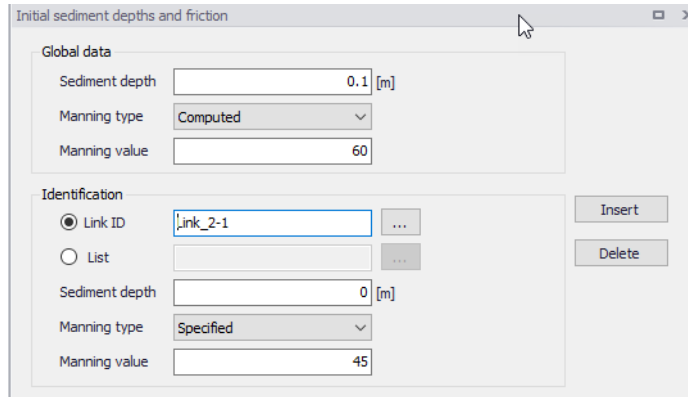 Initial sediment depths and friction
Global data
Sediment depth 0.1 [m]
Manning type Computed
Manning value 60
Identification
Link ID Link_2-1 ...
List ...
Sediment depth 0 [m]
Manning type Specified
Manning value 45
Insert
Delete